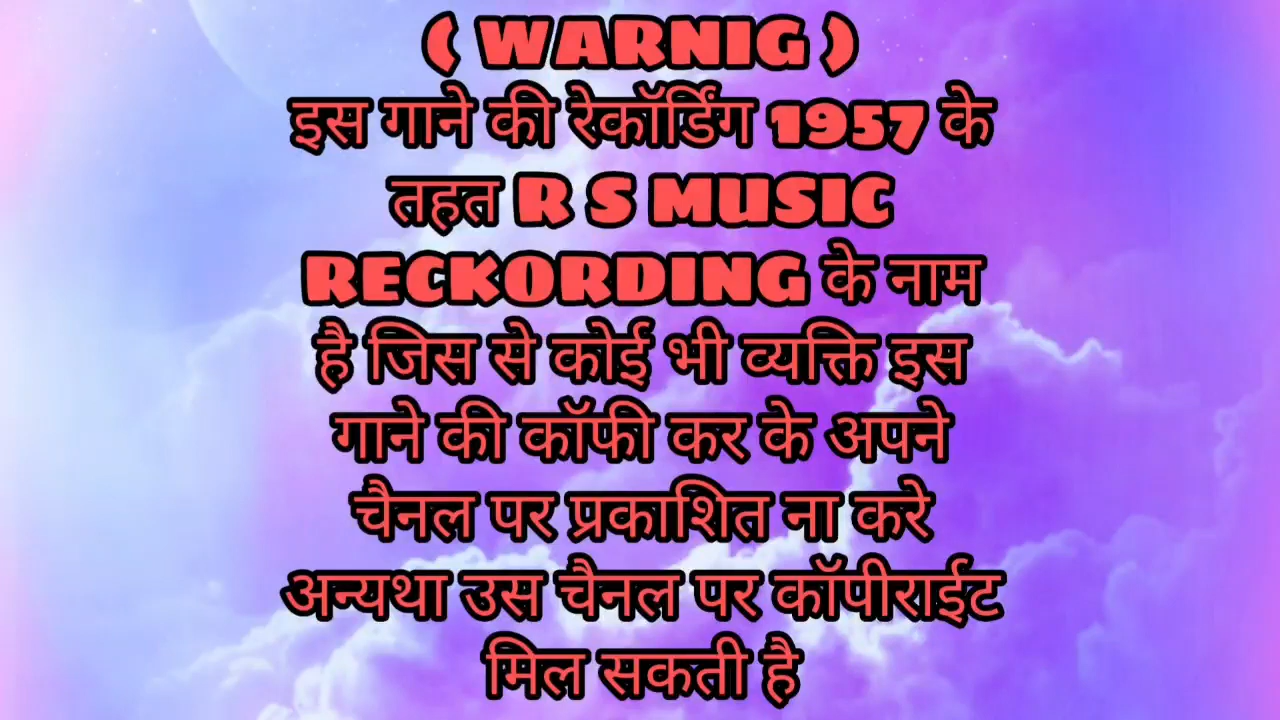 ( WARNIG )
इस गाने की रेकॉर्डिंग 1957 के
तहत R S MUSIC
RECKORDING के नाम
है जिस से कोई भी व्यक्ति इस
गाने की कॉफी कर के अपने
चैनल पर प्रकाशित ना करे
अन्यथा उस चैनल पर कॉपीराईट
मिल सकती है